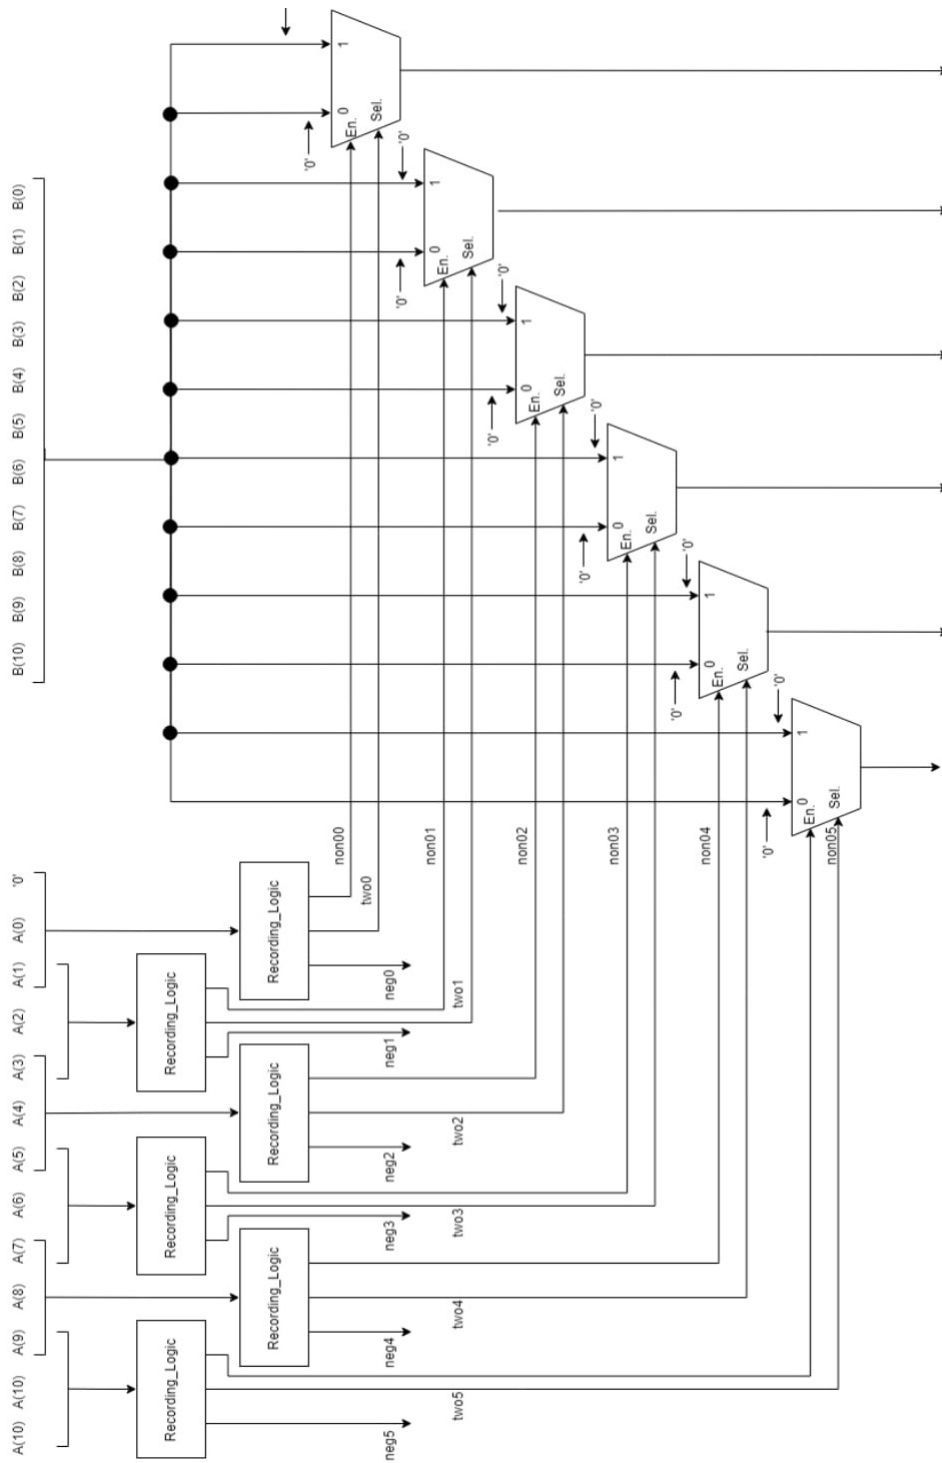 A(10) A(10) A(9) A(8) A(7) A(6) A(5) A(4) A(3) A(2) A(1) A(0) '0' B(10) B(9) B(8) B(7) B(6) B(5) B(4) B(3) B(2) B(1) B(0)
Recording_Logic Recording_Logic Recording_Logic
Recording_Logic Recording_Logic Recording_Logic
'0'
non00 0 1
En. Sel.
two0
neg5 neg4 neg3 neg2 neg1 neg0
'0' '0'
non01 0 1
En. Sel.
two5 two4 two3 two2 two1
'0' '0'
non02 0 1
En. Sel.
'0' '0'
non03 0 1
En. Sel.
'0' '0'
non04 0 1
En. Sel.
'0' '0'
0 1
En.
non05 Sel.